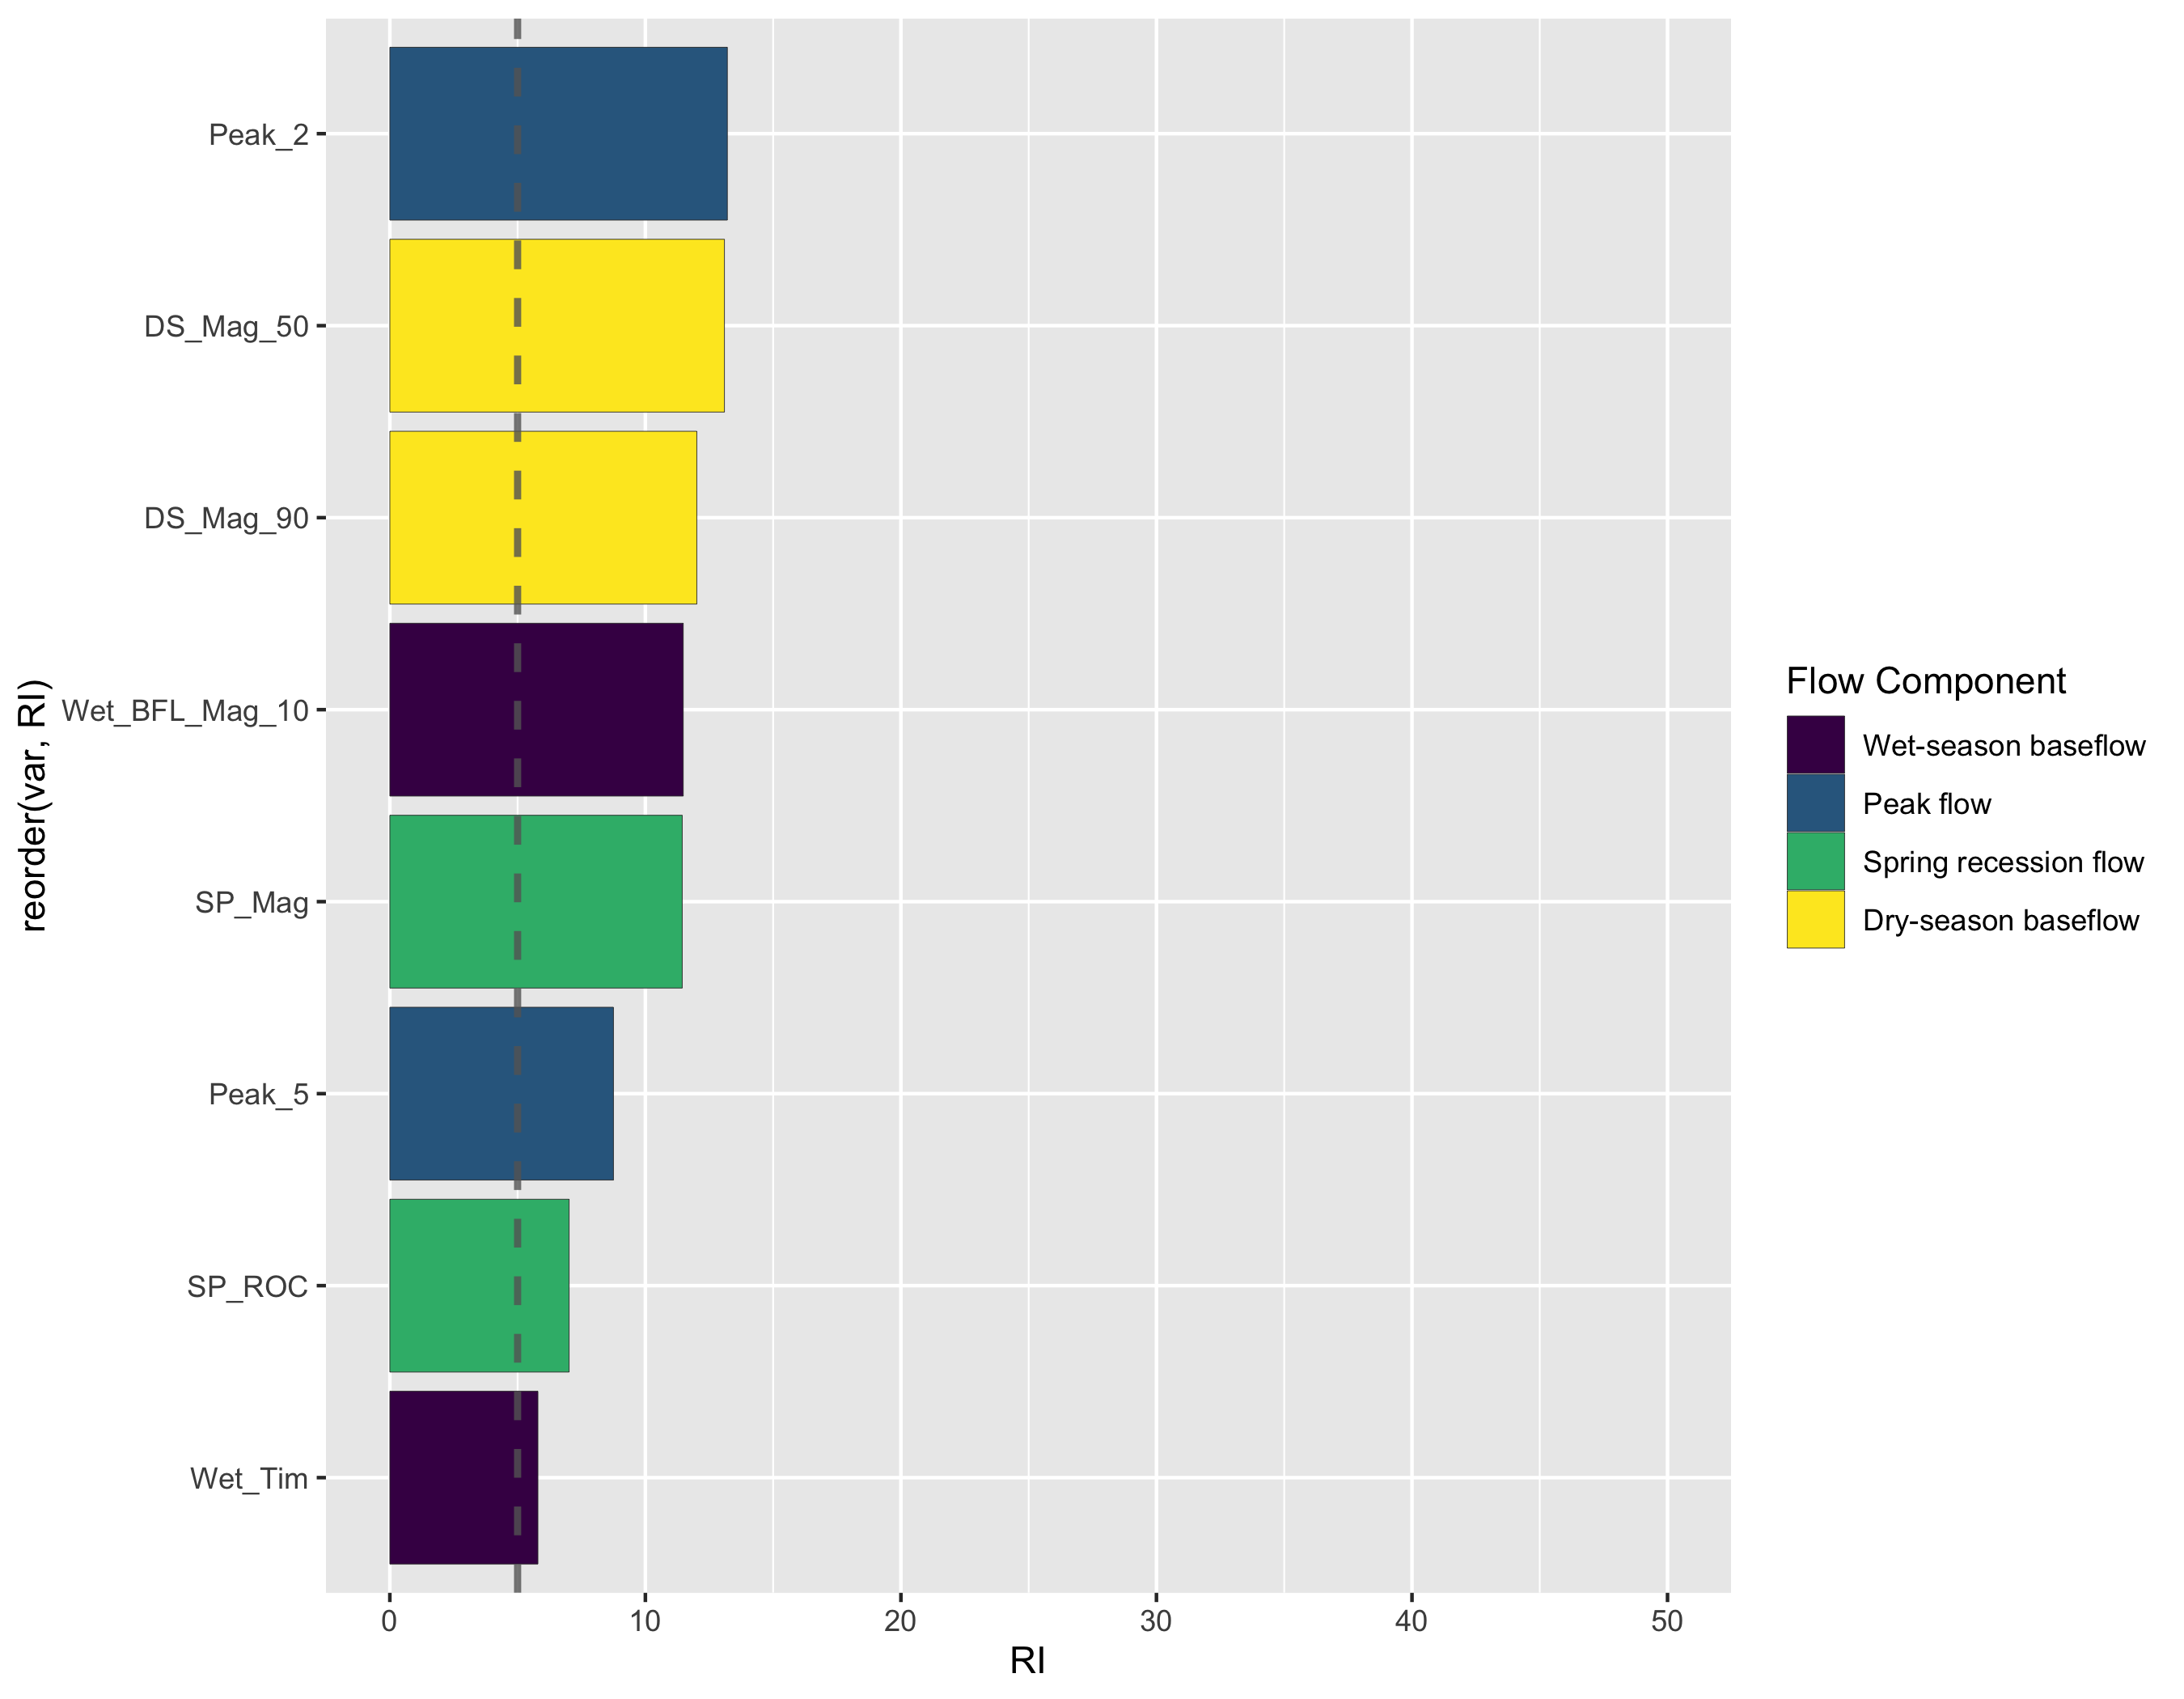 Peak_2
DS_Mag_50
DS_Mag_90
Wet_BFL_Mag_10
SP_Mag
Peak_5
SP_ROC
Wet_Tim
reorder(var, RI)
0 10 20 30 40 50
RI
Flow Component
Wet-season baseflow
Peak flow
Spring recession flow
Dry-season baseflow